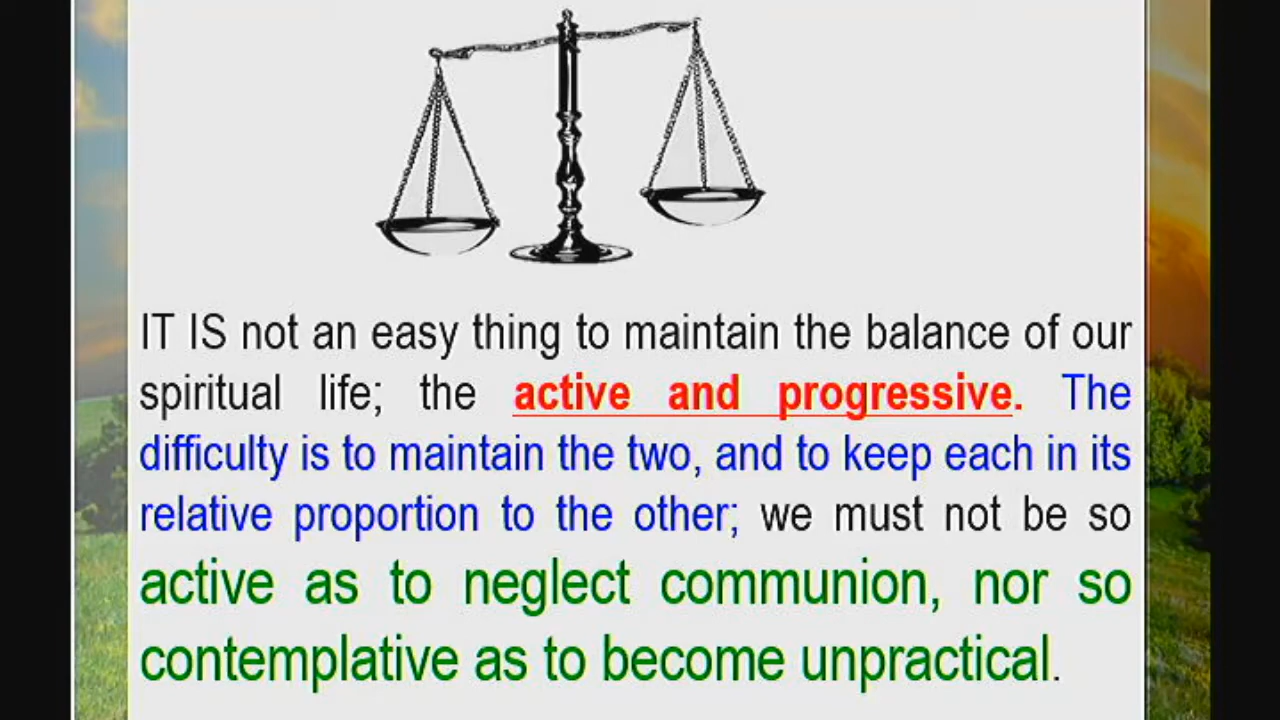 IT IS not an easy thing to maintain the balance of our
spiritual life; the active and progressive. The
difficulty is to maintain the two, and to keep each in its
relative proportion to the other; we must not be so
active as to neglect communion, nor so
contemplative as to become unpractical.